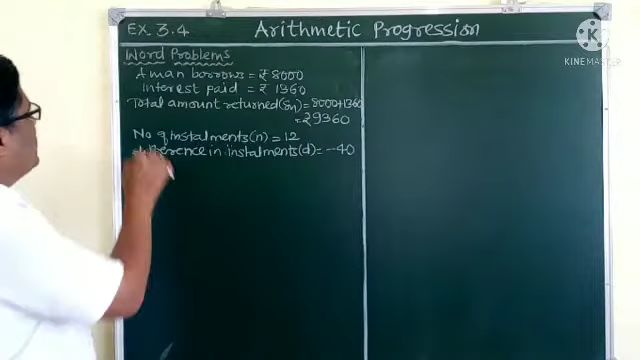 EX. 3.4
Arithmetic Progression
Word Problems
A man borrows = ₹ 8000
Interest paid = ₹ 1360
Total amount returned (Sn) = 8000+1360
= ₹ 9360
No of instalments (n) = 12
difference in instalments (d) = -40
K
KINEMASTER